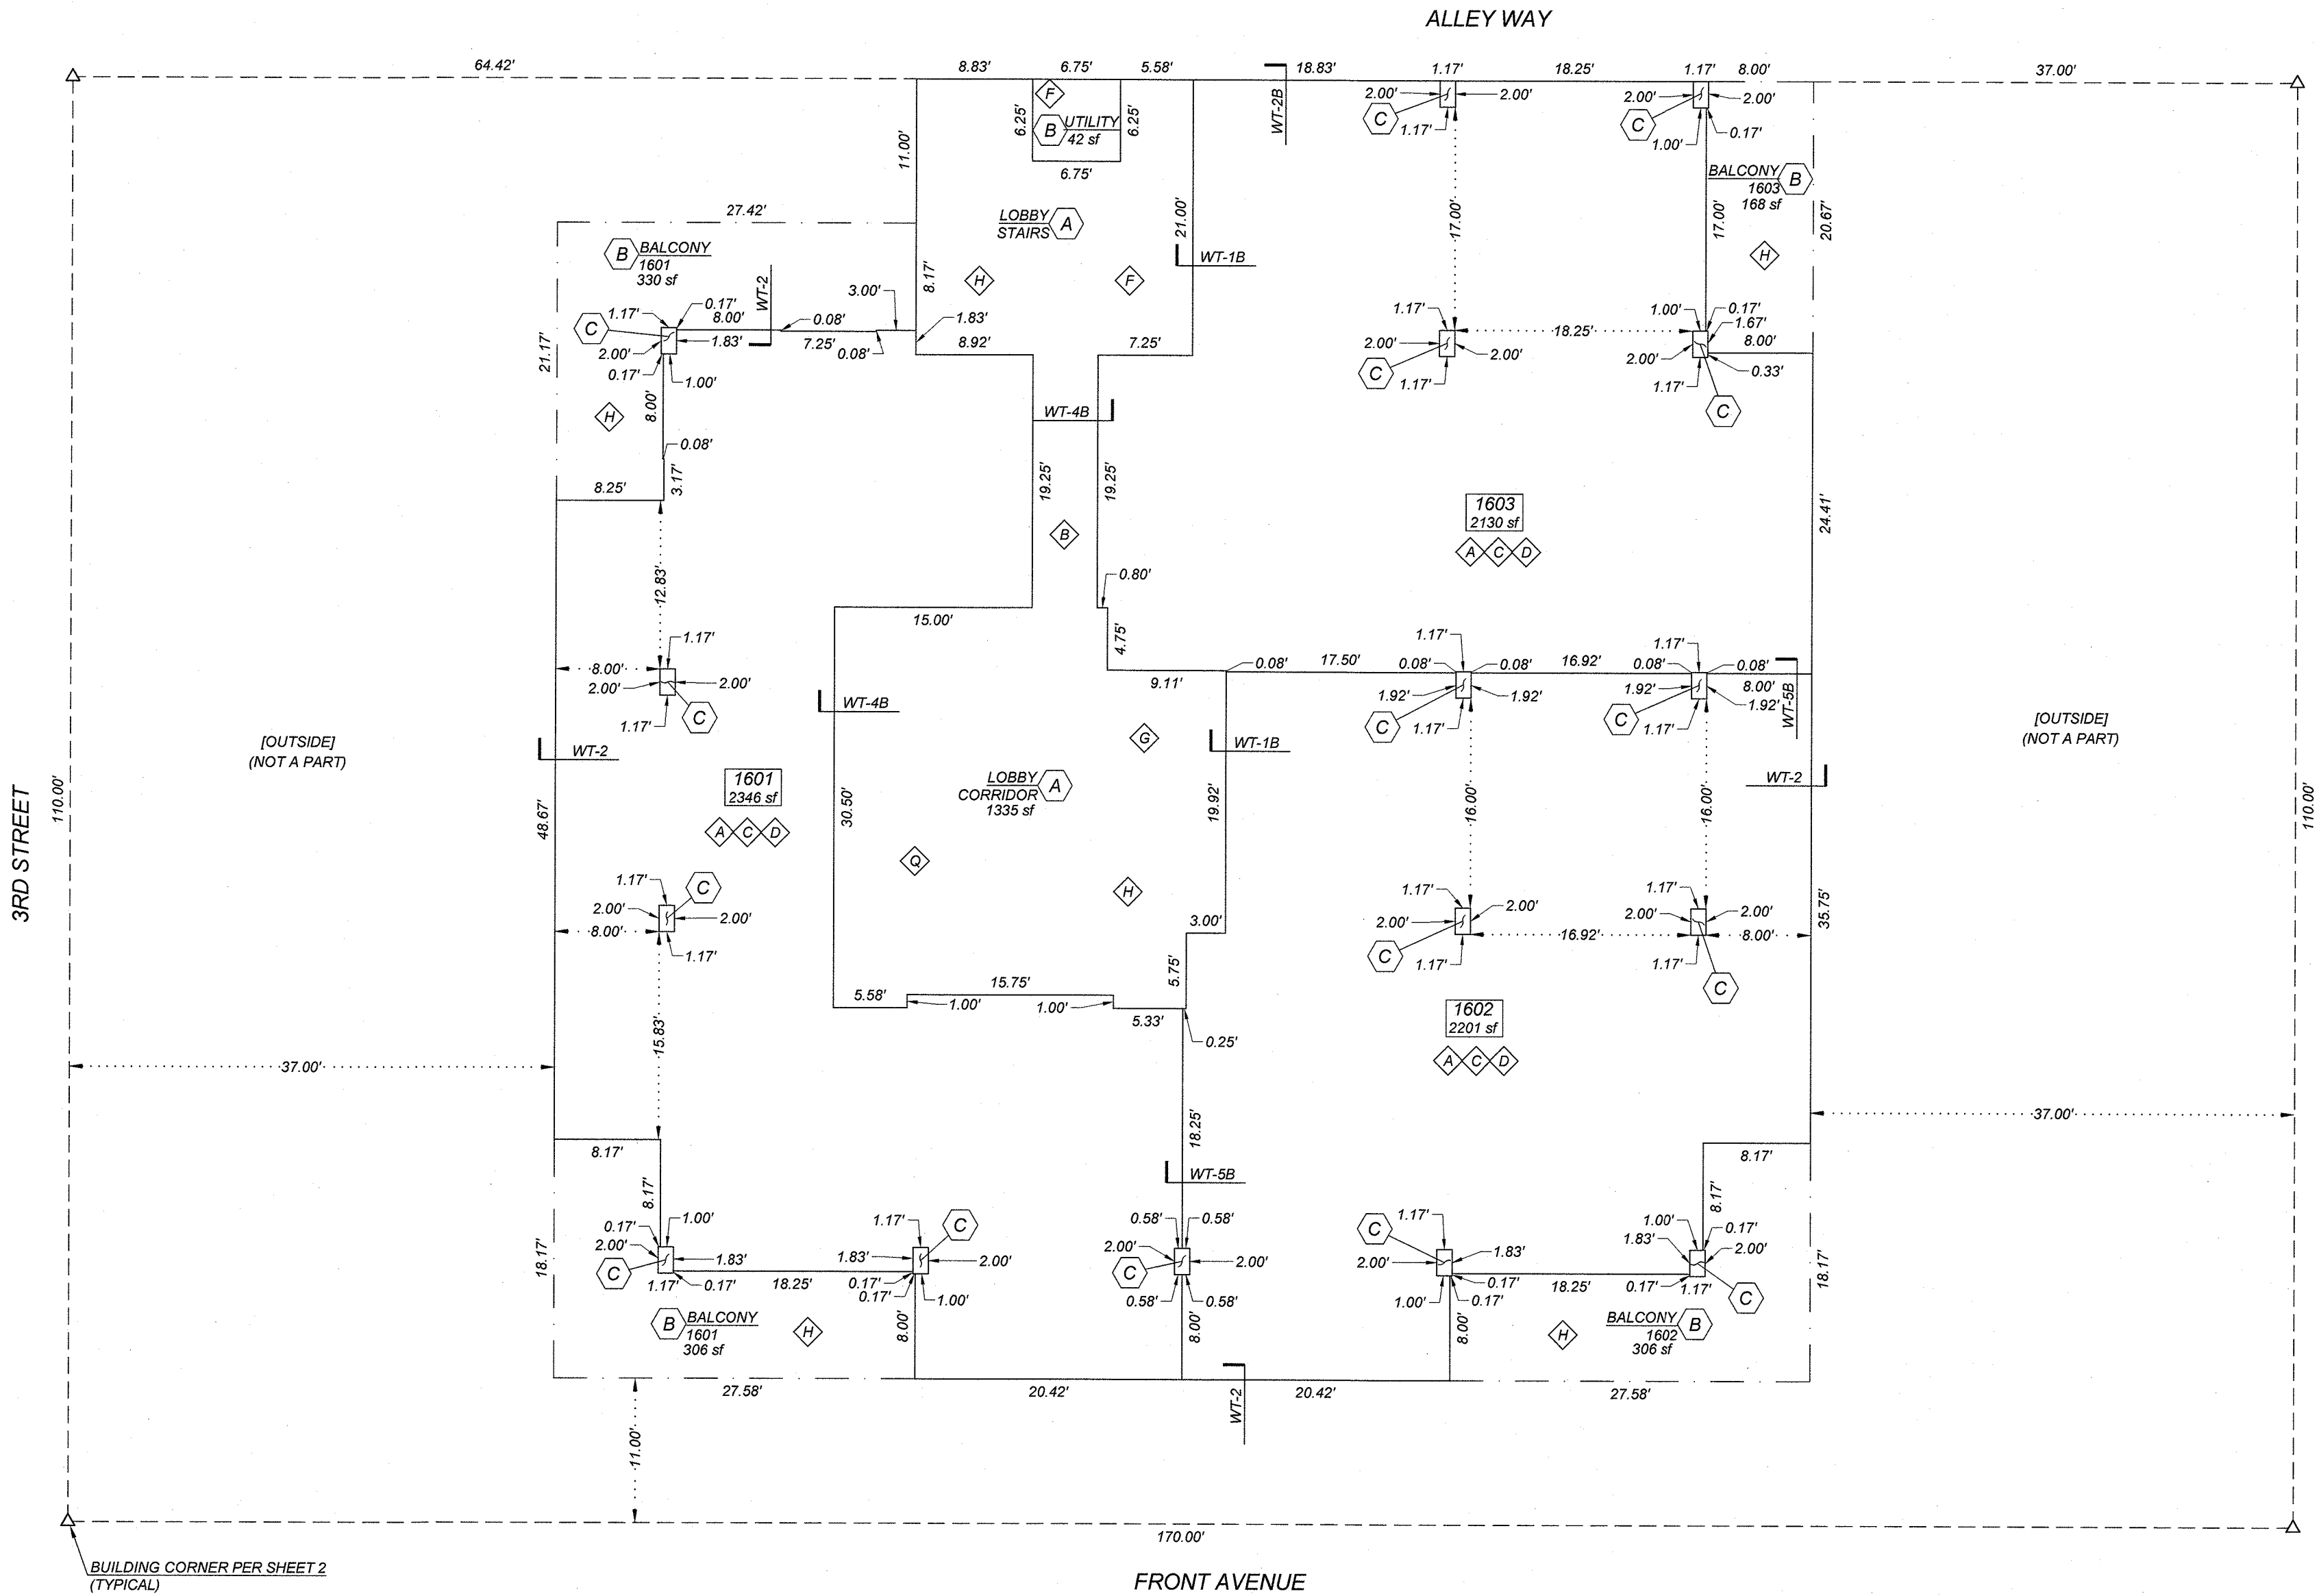 ALLEY WAY
64.42'
8.83'
6.75'
5.58'
18.83'
1.17'
18.25'
1.17'
8.00'
37.00'
F
6.25'
B
UTILITY
42 sf
6.25'
6.75'
11.00'
WT-2B
2.00'
2.00'
C
1.17'
2.00'
2.00'
C
0.17'
1.00'
BALCONY
B
1603
168 sf
17.00'
17.00'
20.67'
H
27.42'
LOBBY
A
STAIRS
21.00'
WT-1B
B
BALCONY
1601
330 sf
WT-2
3.00'
8.17'
H
F
1.17'
0.17'
8.00'
0.08'
1.83'
C
2.00'
1.83'
7.25'
0.08'
8.92'
7.25'
0.17'
1.00'
21.17'
8.00'
H
0.08'
3.17'
8.25'
1.17'
2.00'
2.00'
C
1.17'
18.25'
1.00'
0.17'
1.67'
8.00'
2.00'
0.33'
1.17'
C
WT-4B
19.25'
19.25'
B
1603
2130 sf
A
C
D
24.41'
12.83'
0.80'
15.00'
4.75'
1.17'
8.00'
2.00'
2.00'
C
1.17'
9.11'
0.08'
17.50'
1.17'
0.08'
0.08'
16.92'
1.17'
0.08'
0.08'
1.92'
1.92'
C
1.17'
1.92'
8.00'
1.92'
C
1.17'
WT-5B
WT-4B
G
WT-1B
[OUTSIDE]
(NOT A PART)
WT-2
[OUTSIDE]
(NOT A PART)
WT-2
3RD STREET
110.00'
48.67'
1601
2346 sf
A
C
D
30.50'
LOBBY
A
CORRIDOR
1335 sf
19.92'
16.00'
16.00'
110.00'
Q
H
1.17'
C
2.00'
2.00'
8.00'
1.17'
3.00'
1.17'
2.00'
2.00'
C
1.17'
16.92'
1.17'
2.00'
2.00'
8.00'
1.17'
C
35.75'
5.75'
5.58'
15.75'
1.00'
1.00'
5.33'
0.25'
1602
2201 sf
A
C
D
15.83'
37.00'
37.00'
18.25'
8.17'
8.17'
WT-5B
8.17'
8.17'
0.17'
1.00'
2.00'
1.83'
C
1.17'
0.17'
18.25'
1.17'
C
1.83'
2.00'
0.17'
0.17'
1.00'
0.58'
0.58'
2.00'
2.00'
C
0.58'
0.58'
C
1.17'
2.00'
1.83'
0.17'
1.00'
0.17'
18.25'
1.00'
0.17'
1.83'
2.00'
0.17'
1.17'
C
18.17'
B
BALCONY
1601
306 sf
H
8.00'
8.00'
8.00'
H
BALCONY
B
1602
306 sf
18.17'
27.58'
20.42'
WT-2
20.42'
27.58'
11.00'
170.00'
BUILDING CORNER PER SHEET 2
(TYPICAL)
FRONT AVENUE